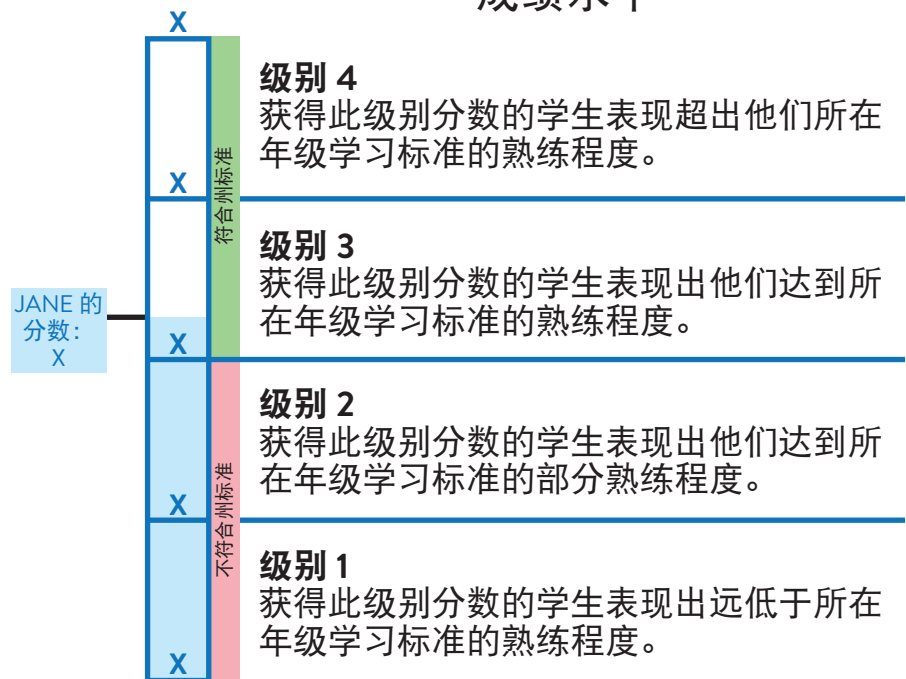 成绩水平
X
级别 4
获得此级别分数的学生表现超出他们所在
年级学习标准的熟练程度。
符合州标准
X
级别 3
获得此级别分数的学生表现出他们达到所
在年级学习标准的熟练程度。
JANE 的
分数：
X
X
级别 2
获得此级别分数的学生表现出他们达到所
在年级学习标准的部分熟练程度。
不符合州标准
X
级别 1
获得此级别分数的学生表现出远低于所在
年级学习标准的熟练程度。
X